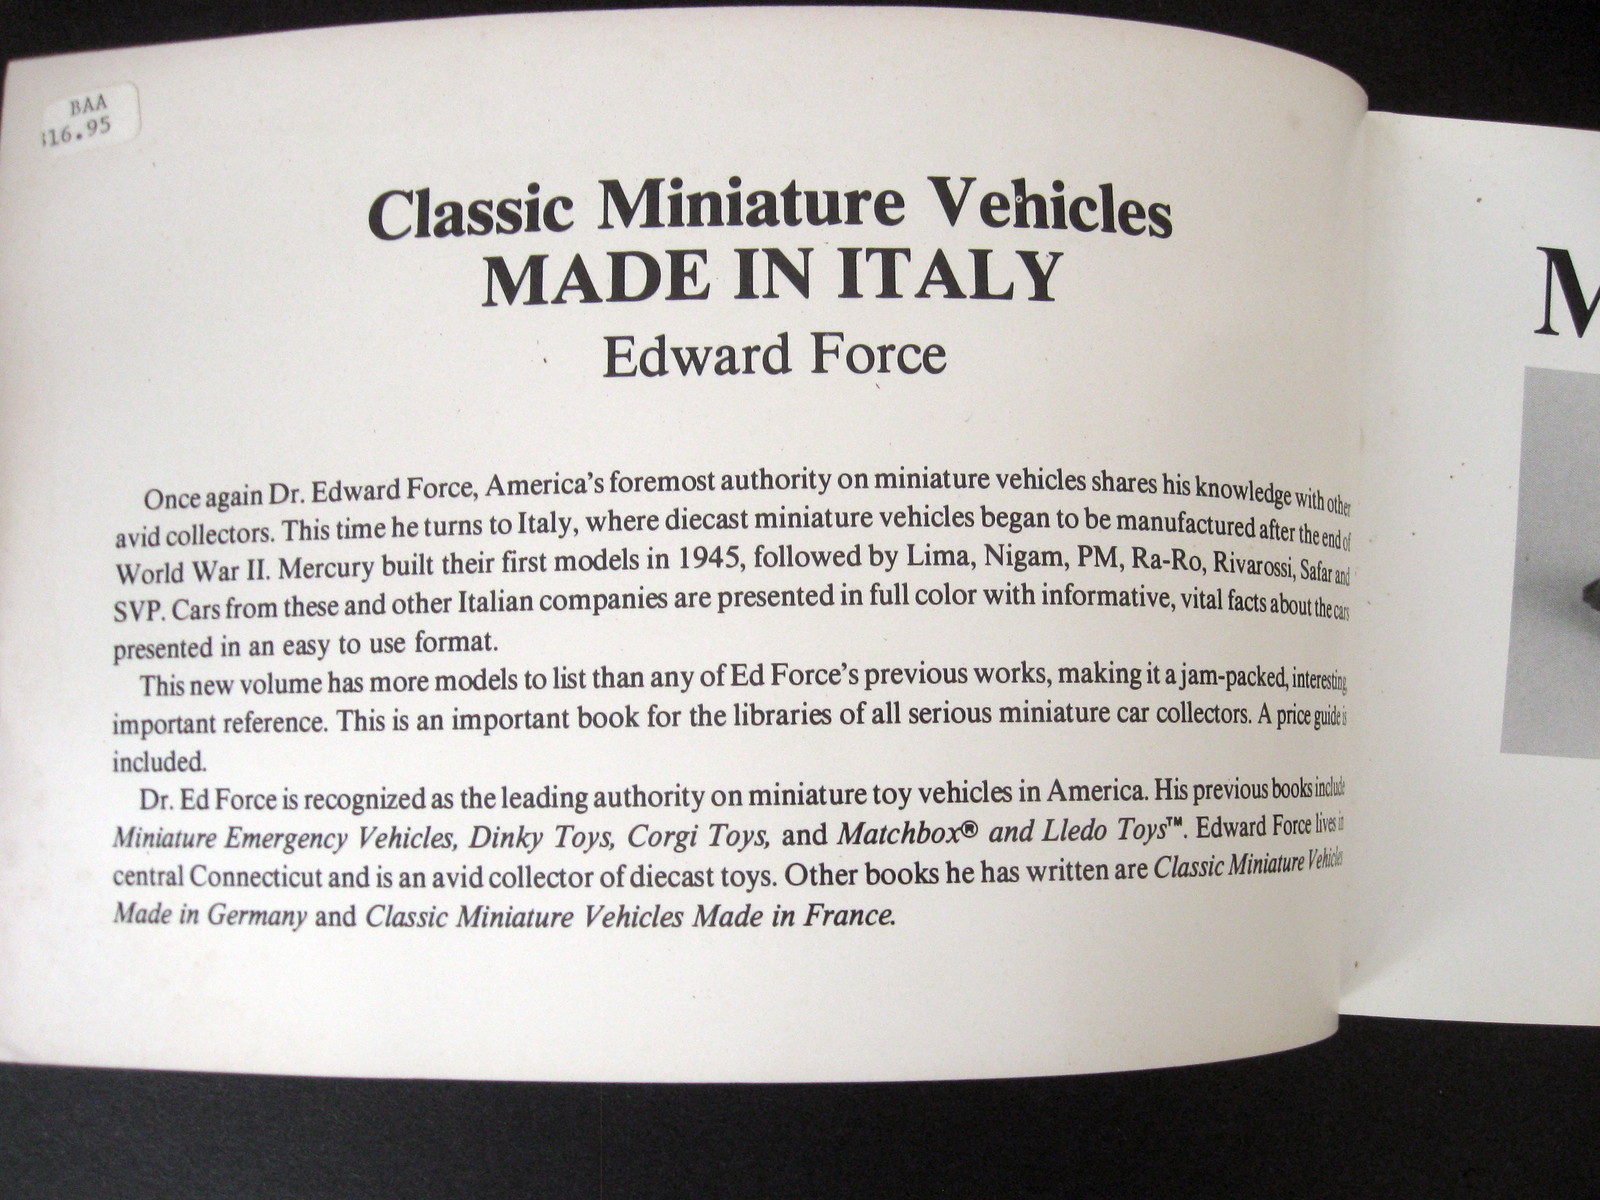 BAA
$16.95
Classic Miniature Vehicles
MADE IN ITALY
Edward Force
Once again Dr. Edward Force, America's foremost authority on miniature vehicles shares his knowledge with other
avid collectors. This time he turns to Italy, where diecast miniature vehicles began to be manufactured after the end of
World War II. Mercury built their first models in 1945, followed by Lima, Nigam, PM, Ra-Ro, Rivarossi, Safar and
SVP. Cars from these and other Italian companies are presented in full color with informative, vital facts about the cars
presented in an easy to use format.
This new volume has more models to list than any of Ed Force's previous works, making it a jam-packed, interesting
important reference. This is an important book for the libraries of all serious miniature car collectors. A price guide is
included.
Dr. Ed Force is recognized as the leading authority on miniature toy vehicles in America. His previous books include
Miniature Emergency Vehicles, Dinky Toys, Corgi Toys, and Matchbox® and Lledo Toys™. Edward Force lives in
central Connecticut and is an avid collector of diecast toys. Other books he has written are Classic Miniature Vehicles
Made in Germany and Classic Miniature Vehicles Made in France.
M